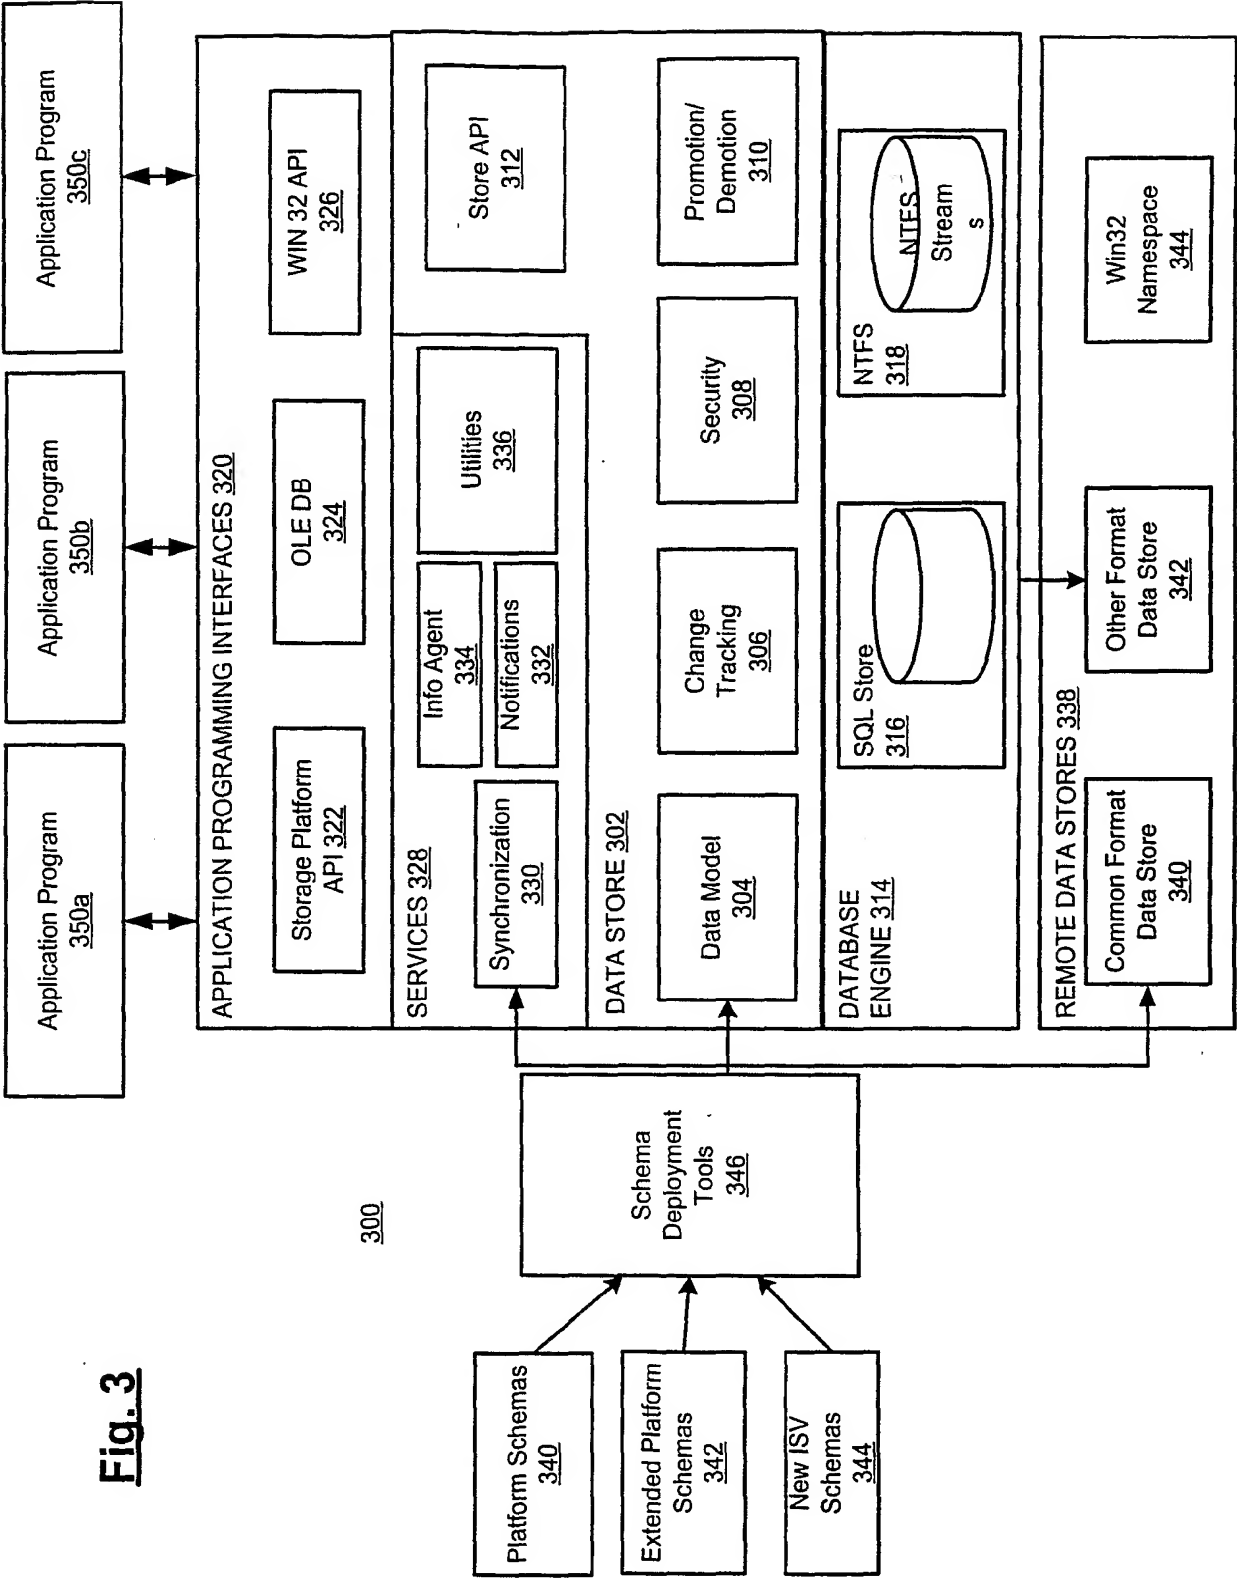 Application Program
350a
Application Program
350b
Application Program
350c
APPLICATION PROGRAMMING INTERFACES 320
Storage Platform
API 322
OLE DB
324
WIN 32 API
326
SERVICES 328
Synchronization
330
Info Agent
334
Notifications
332
Utilities
336
Store API
312
DATA STORE 302
Data Model
304
Change
Tracking
306
Security
308
Promotion/
Demotion
310
DATABASE
ENGINE 314
SQL Store
316
NTFS
318
NTFS
Stream
s
REMOTE DATA STORES 338
Common Format
Data Store
340
Other Format
Data Store
342
Win32
Namespace
344
300
Schema
Deployment
Tools
346
Platform Schemas
340
Extended Platform
Schemas
342
New ISV
Schemas
344
Fig. 3